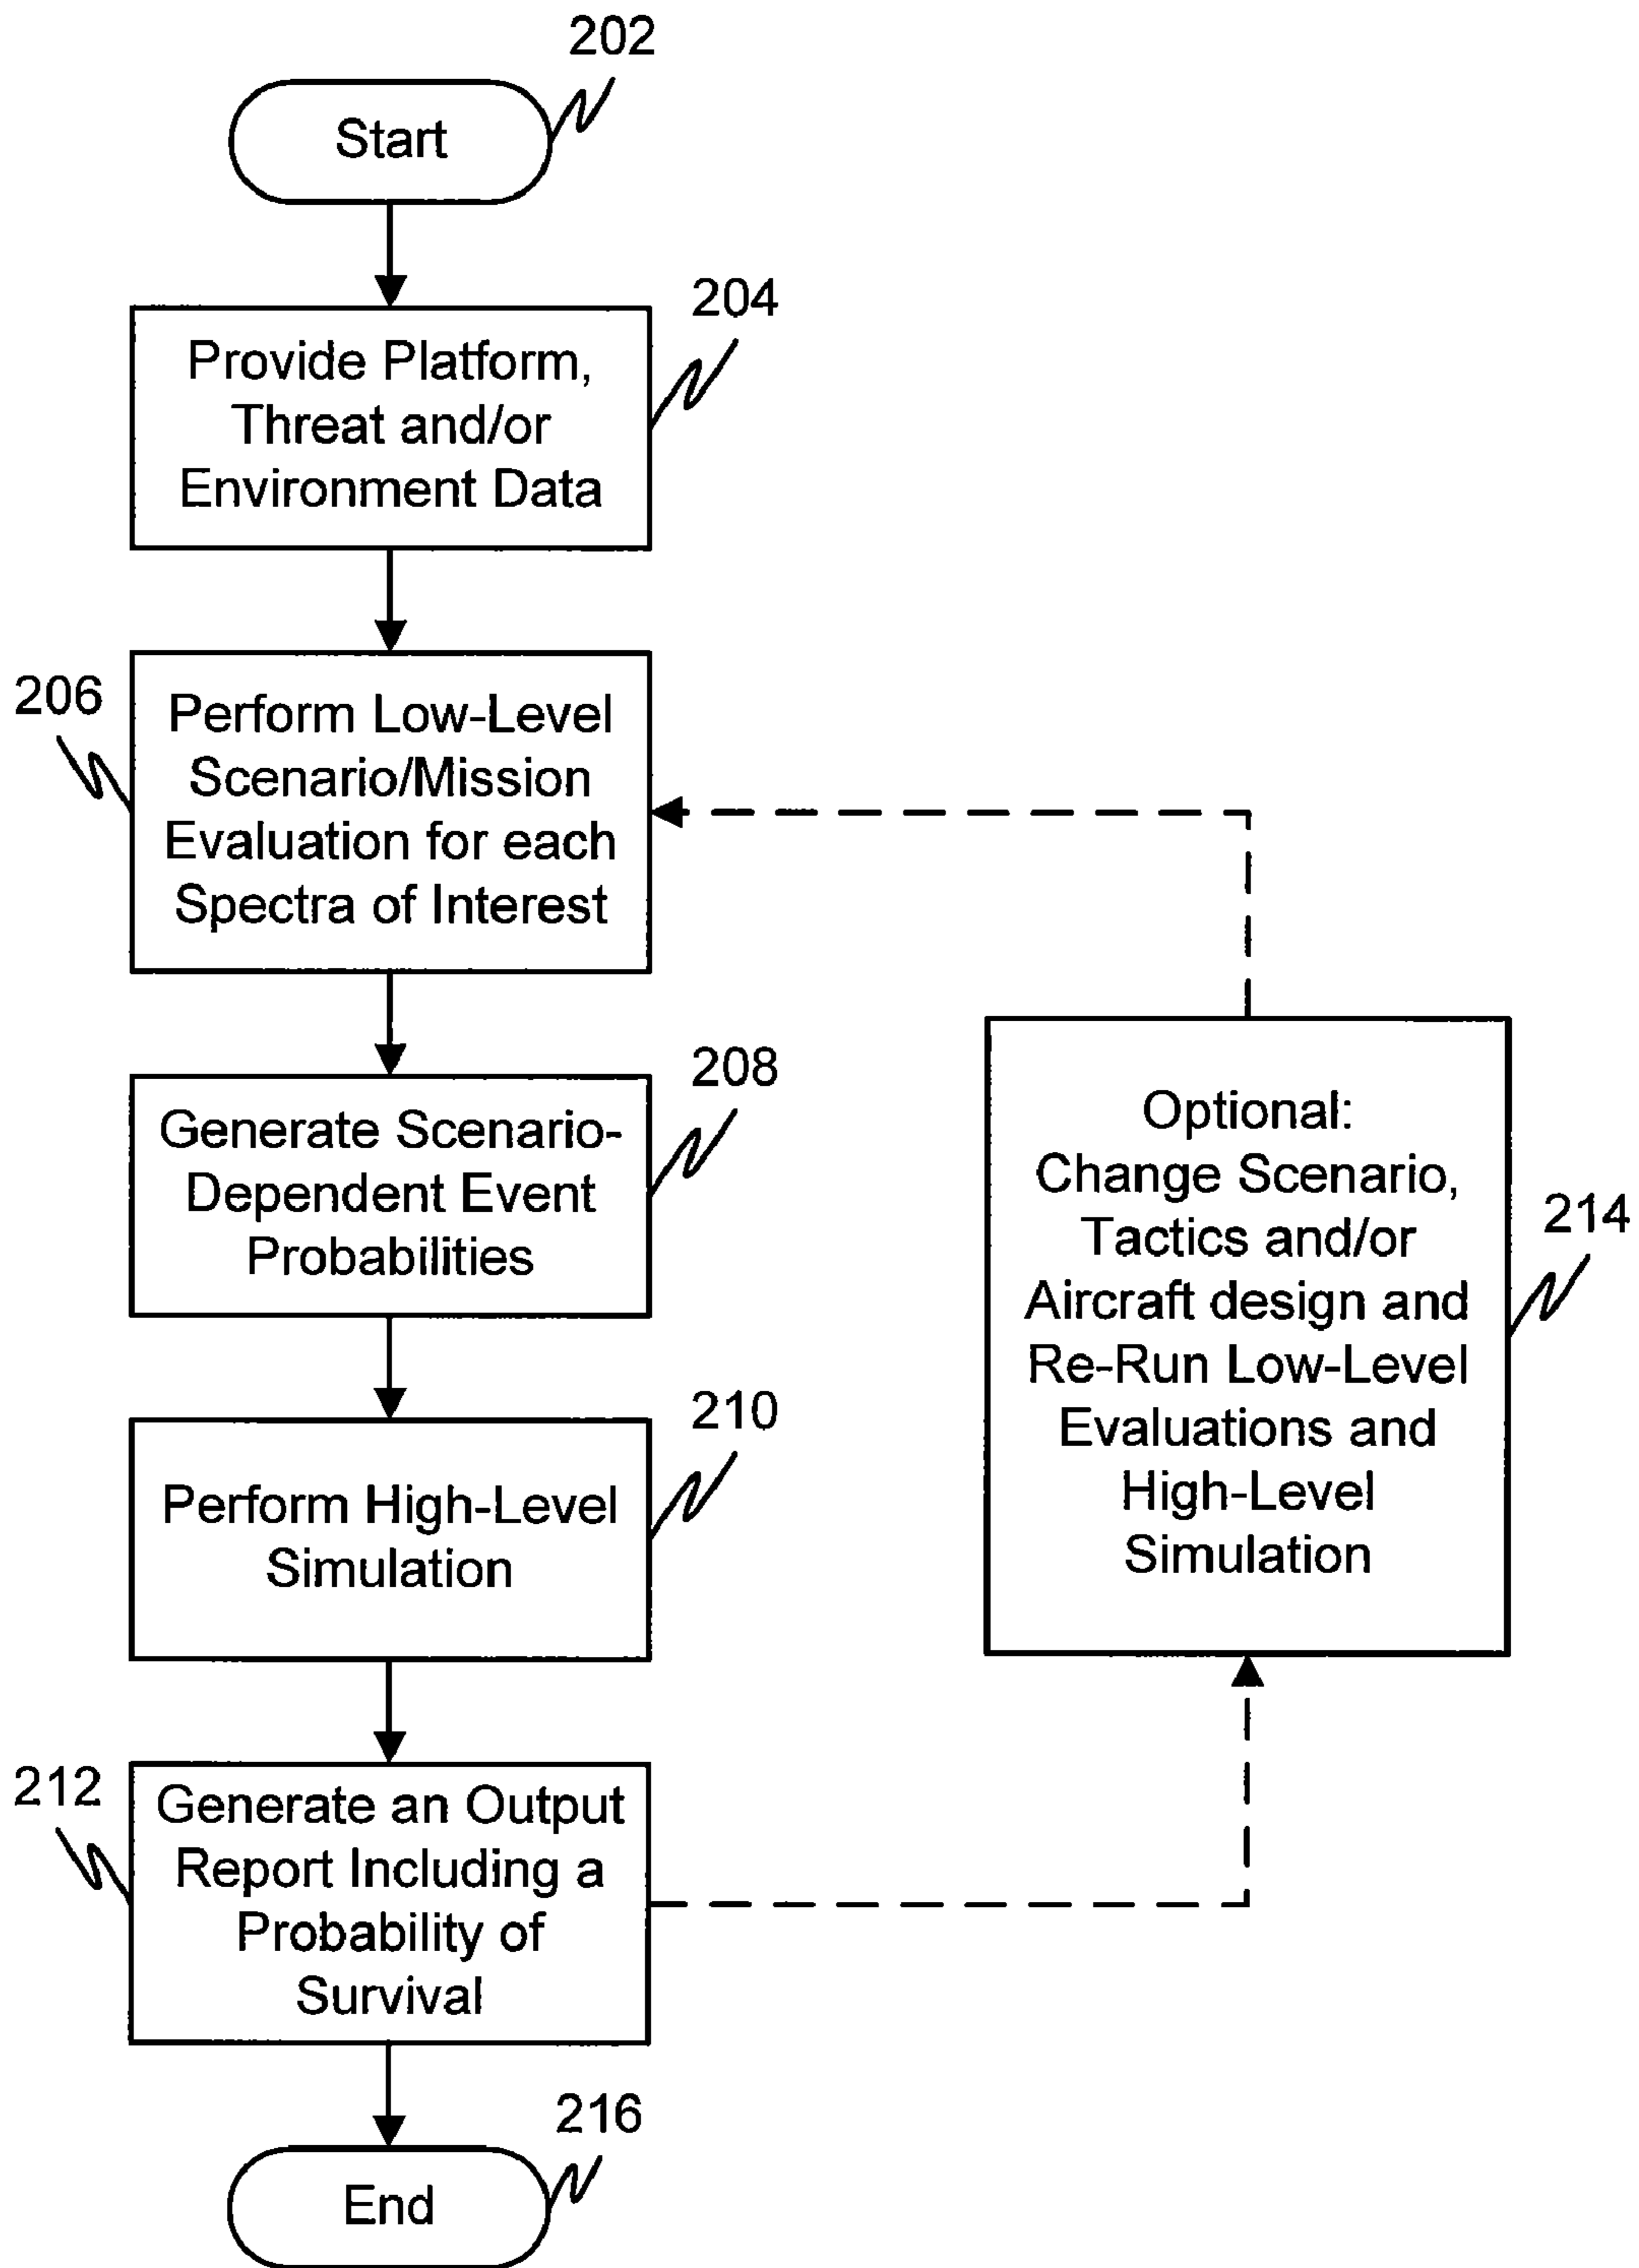 202
Start
204
Provide Platform,
Threat and/or
Environment Data
206
Perform Low-Level
Scenario/Mission
Evaluation for each
Spectra of Interest
208
Generate Scenario-
Dependent Event
Probabilities
210
Perform High-Level
Simulation
212
Generate an Output
Report Including a
Probability of
Survival
214
Optional:
Change Scenario,
Tactics and/or
Aircraft design and
Re-Run Low-Level
Evaluations and
High-Level
Simulation
216
End